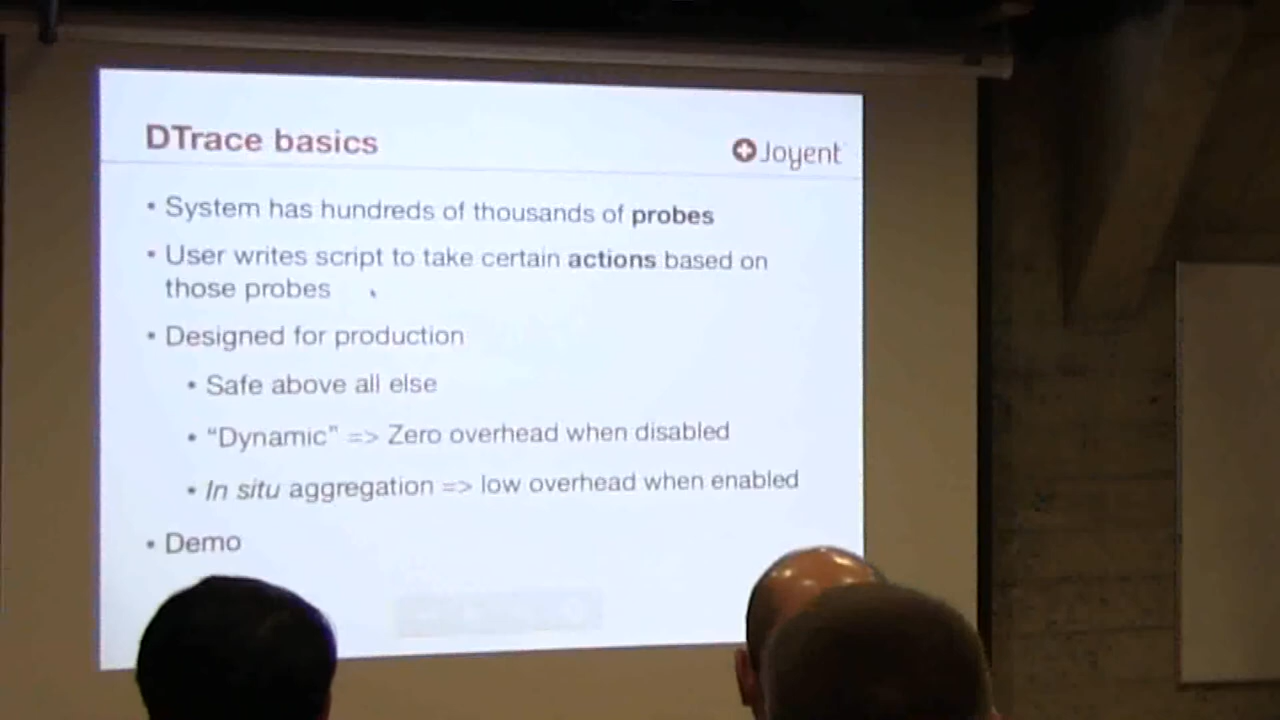 DTrace basics
Joyent
• System has hundreds of thousands of probes
• User writes script to take certain actions based on
those probes
• Designed for production
• Safe above all else
• “Dynamic” => Zero overhead when disabled
• In situ aggregation => low overhead when enabled
• Demo